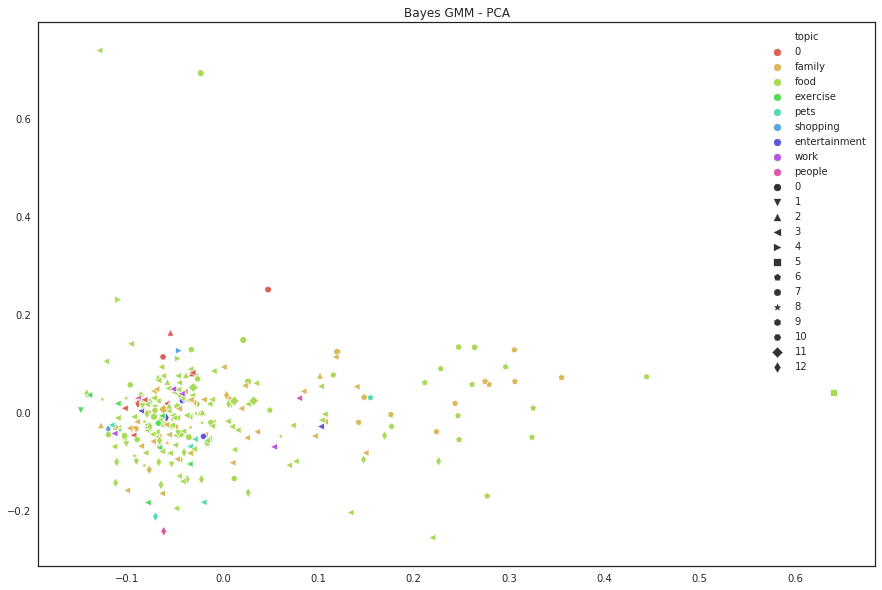 Bayes GMM - PCA
topic
0
family
food
exercise
pets
shopping
entertainment
work
people
0
1
2
3
4
5
6
7
8
9
10
11
12
0.6
0.4
0.2
0.0
−0.2
−0.1
0.0
0.1
0.2
0.3
0.4
0.5
0.6